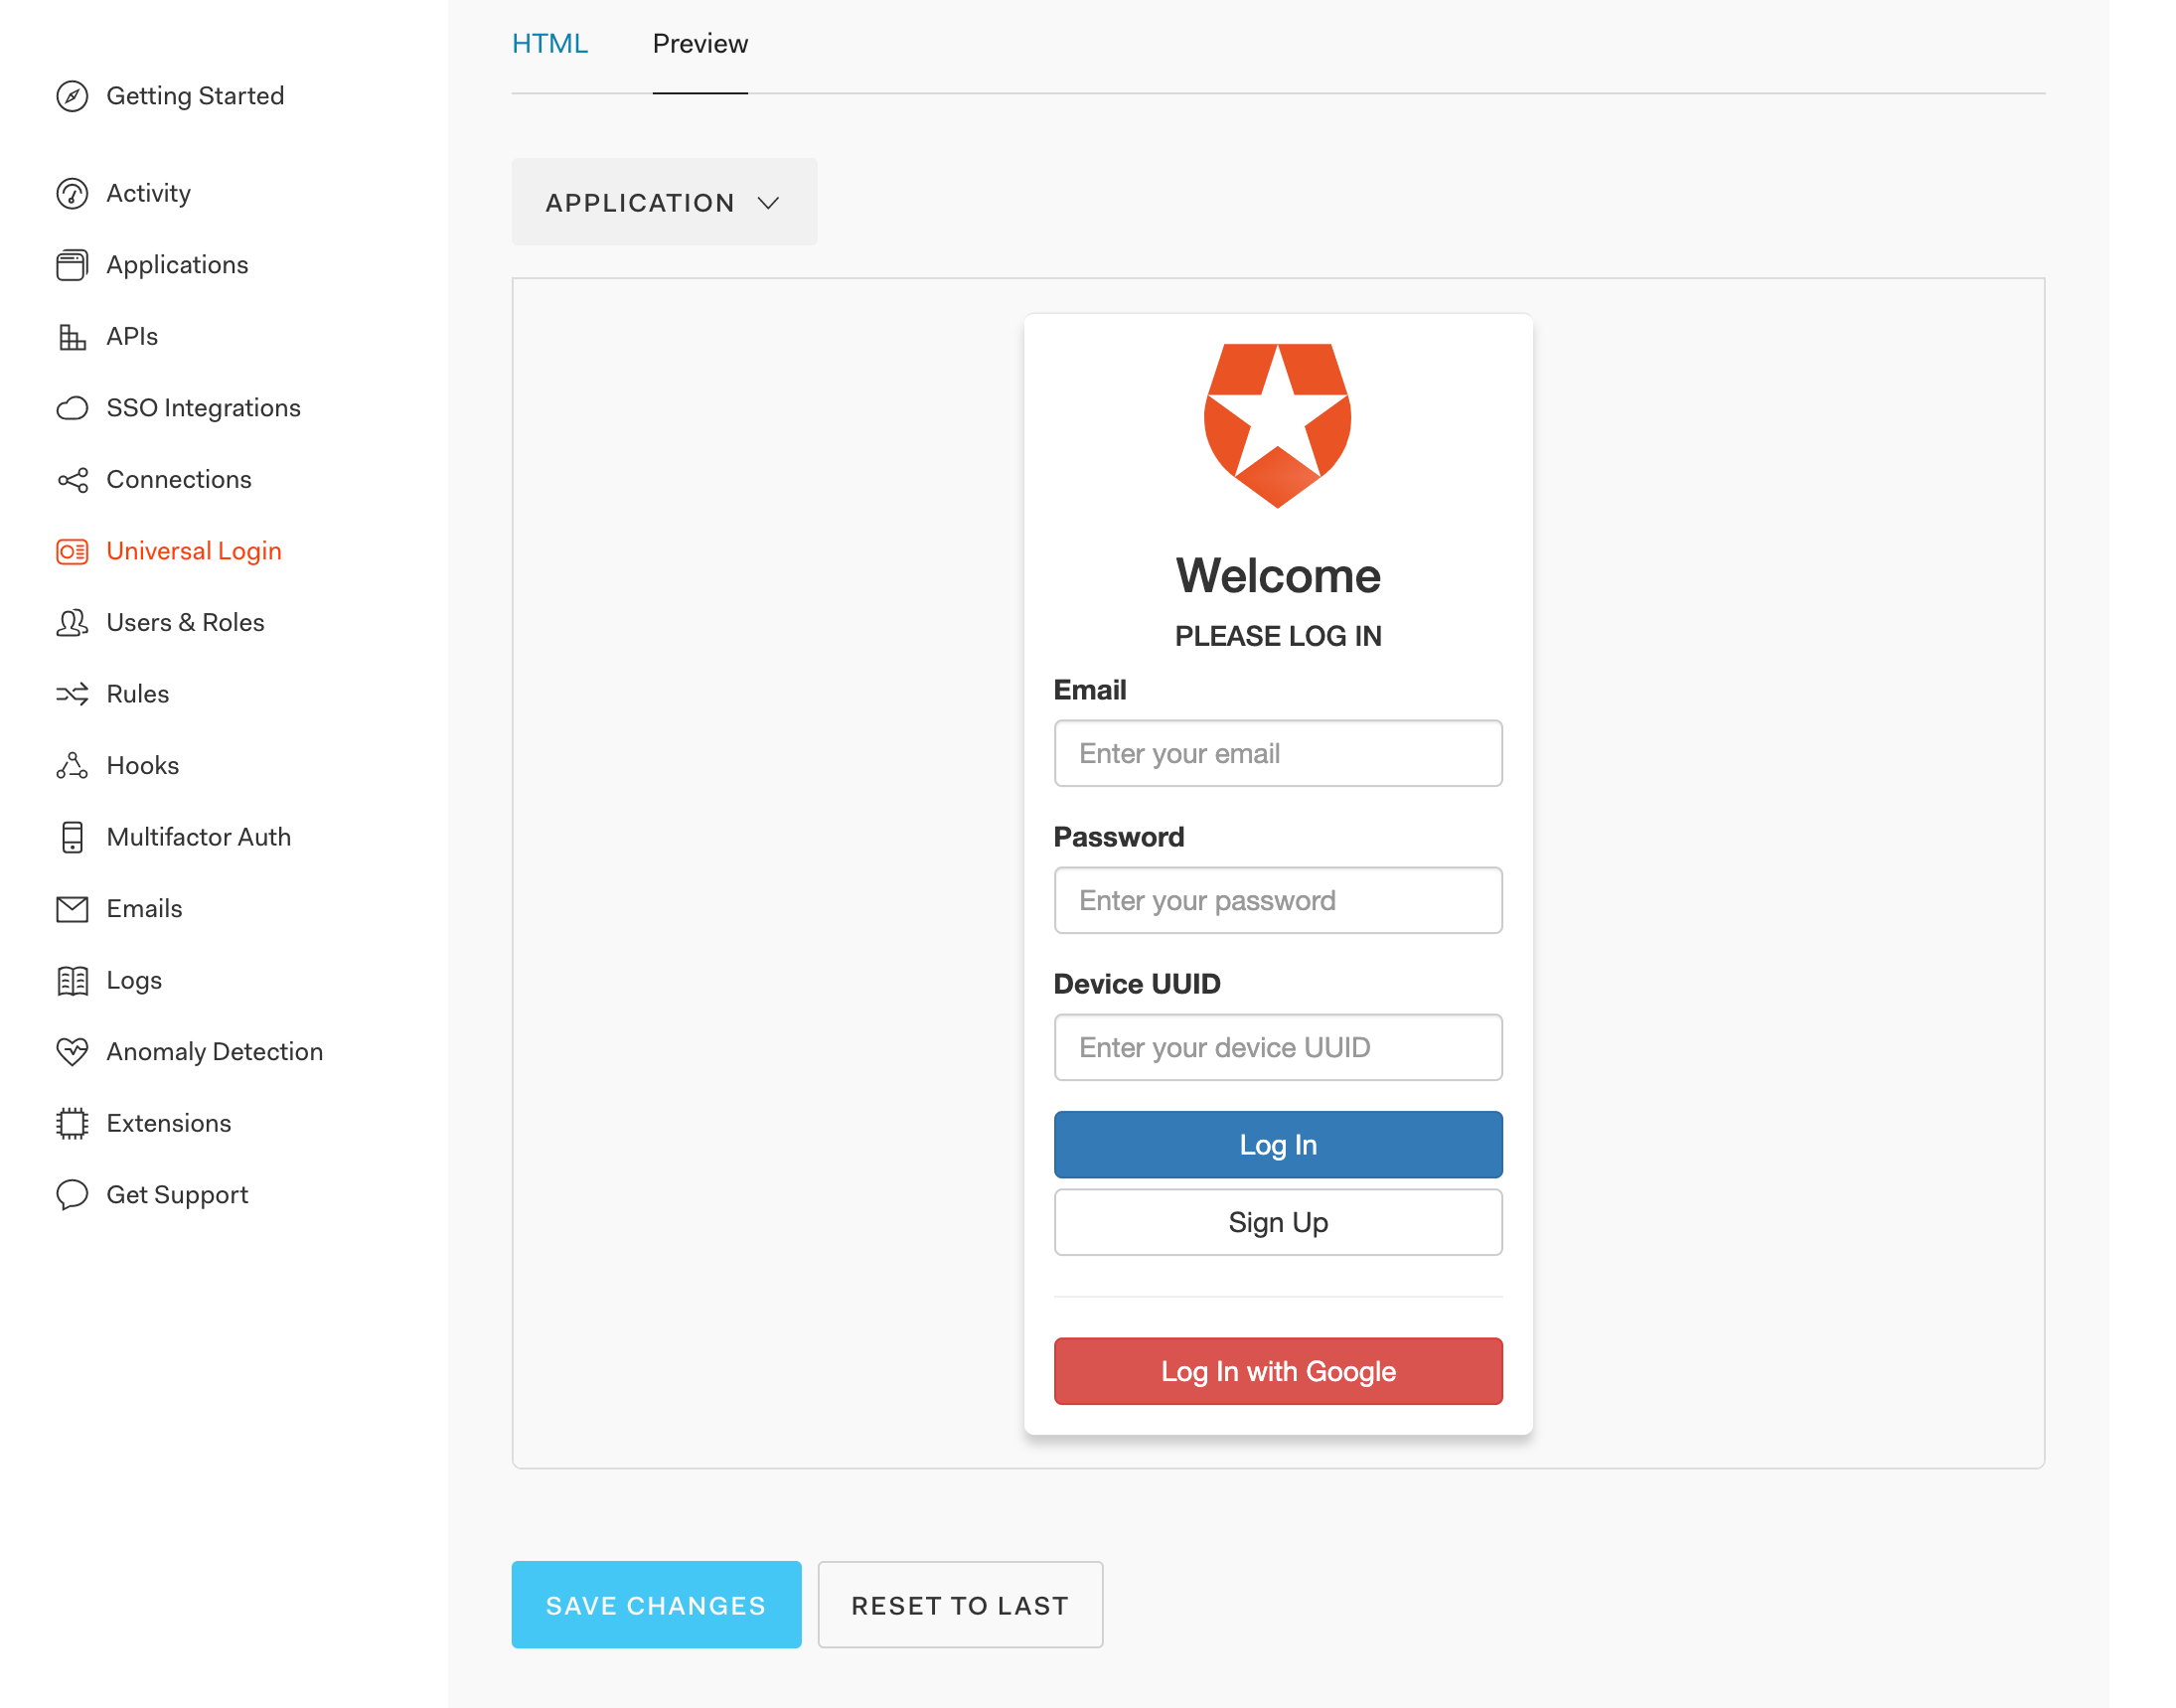 HTML
Preview
Getting Started
Activity
Applications
APIs
SSO Integrations
Connections
Universal Login
Users & Roles
Rules
Hooks
Multifactor Auth
Emails
Logs
Anomaly Detection
Extensions
Get Support
APPLICATION
Welcome
PLEASE LOG IN
Email
Enter your email
Password
Enter your password
Device UUID
Enter your device UUID
Log In
Sign Up
Log In with Google
SAVE CHANGES
RESET TO LAST